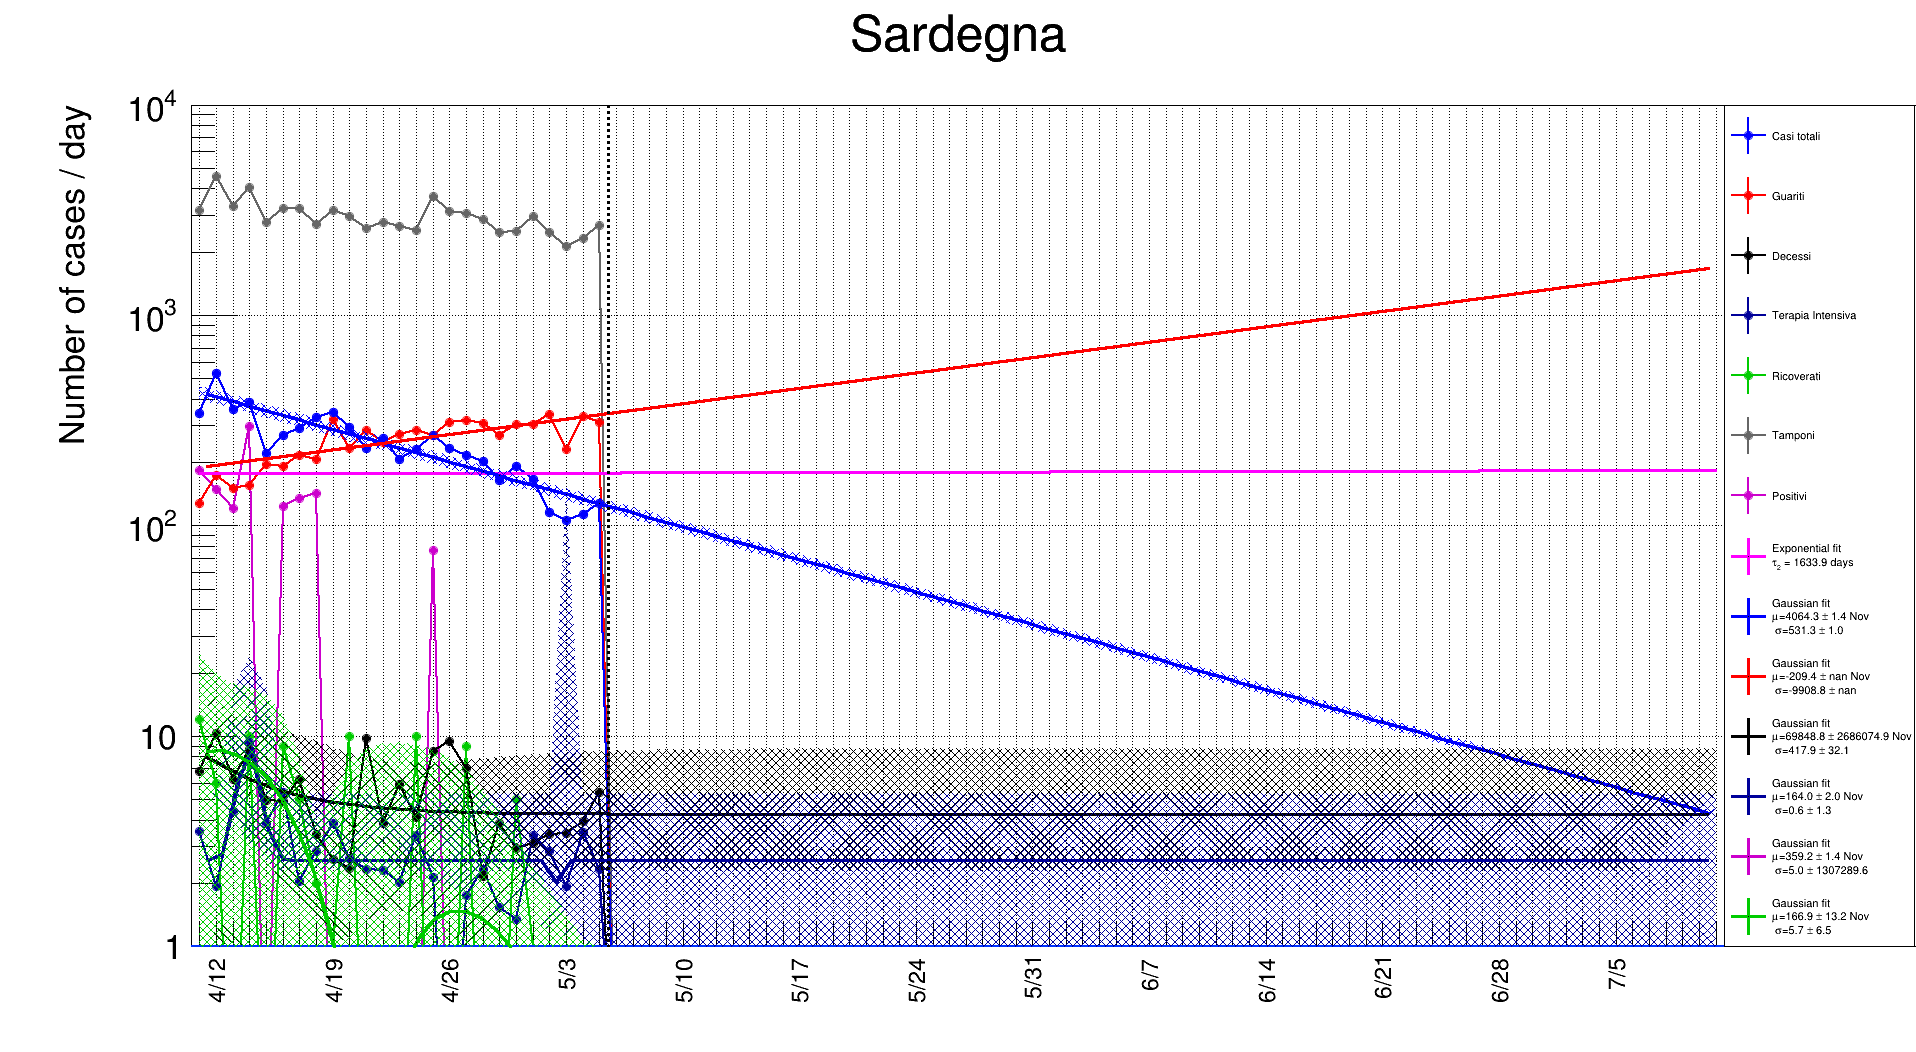 Sardegna
Number of cases / day
10^4
10^3
10^2
10
1
4/12
4/19
4/26
5/3
5/10
5/17
5/24
5/31
6/7
6/14
6/21
6/28
7/5
Casi totali
Guariti
Decessi
Terapia Intensiva
Ricoverati
Tamponi
Positivi
Exponential fit
τ_2 = 1633.9 days
Gaussian fit
μ=4064.3 ± 1.4 Nov
σ=531.3 ± 1.0
Gaussian fit
μ=-209.4 ± nan Nov
σ=-9908.8 ± nan
Gaussian fit
μ=69848.8 ± 2686074.9 Nov
σ=417.9 ± 32.1
Gaussian fit
μ=164.0 ± 2.0 Nov
σ=0.6 ± 1.3
Gaussian fit
μ=359.2 ± 1.4 Nov
σ=5.0 ± 1307289.6
Gaussian fit
μ=166.9 ± 13.2 Nov
σ=5.7 ± 6.5